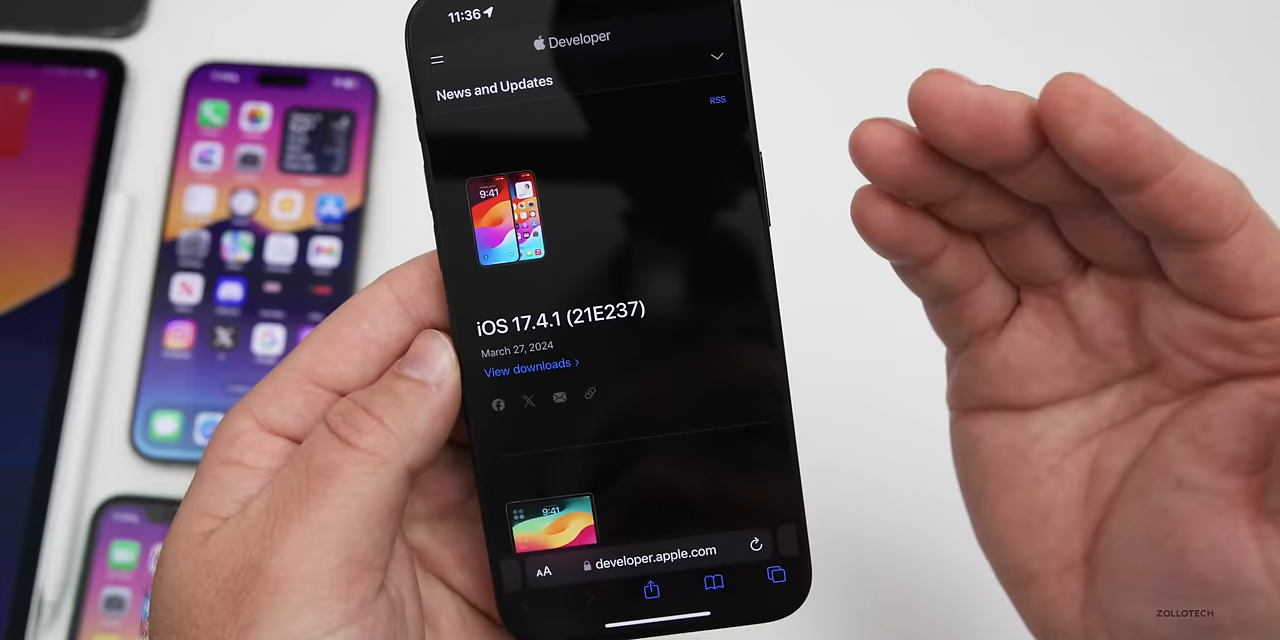 11:36
Developer
News and Updates
RSS
9:41
iOS 17.4.1 (21E237)
March 27, 2024
View downloads ›
9:41
AA
developer.apple.com
ZOLLOTECH